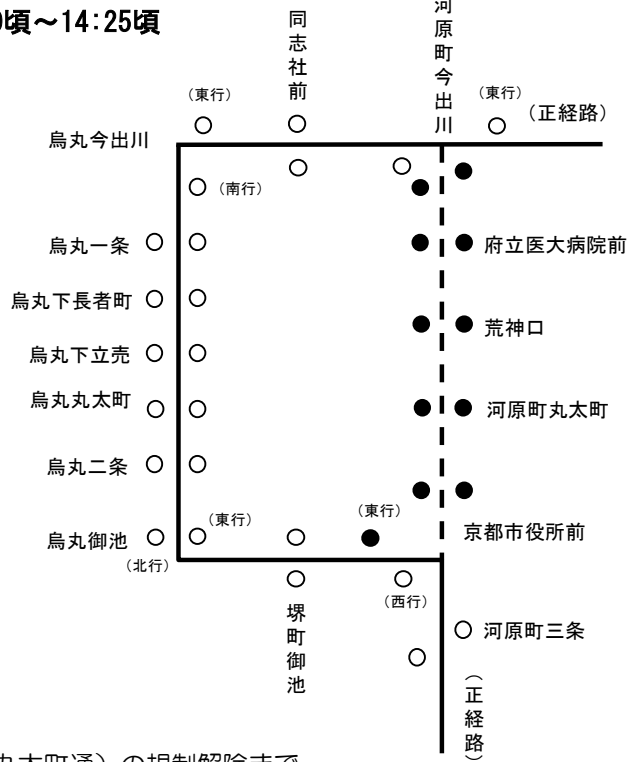 頃～14:25頃
同志社前
河原町今出川
（東行）
（東行）
（正経路）
烏丸今出川
（南行）
烏丸一条
府立医大病院前
烏丸下長者町
荒神口
烏丸下立売
烏丸丸太町
河原町丸太町
烏丸二条
（東行）
（東行）
烏丸御池
京都市役所前
（北行）
（西行）
堺町御池
河原町三条
（正経路）
太町通）の規制解除まで